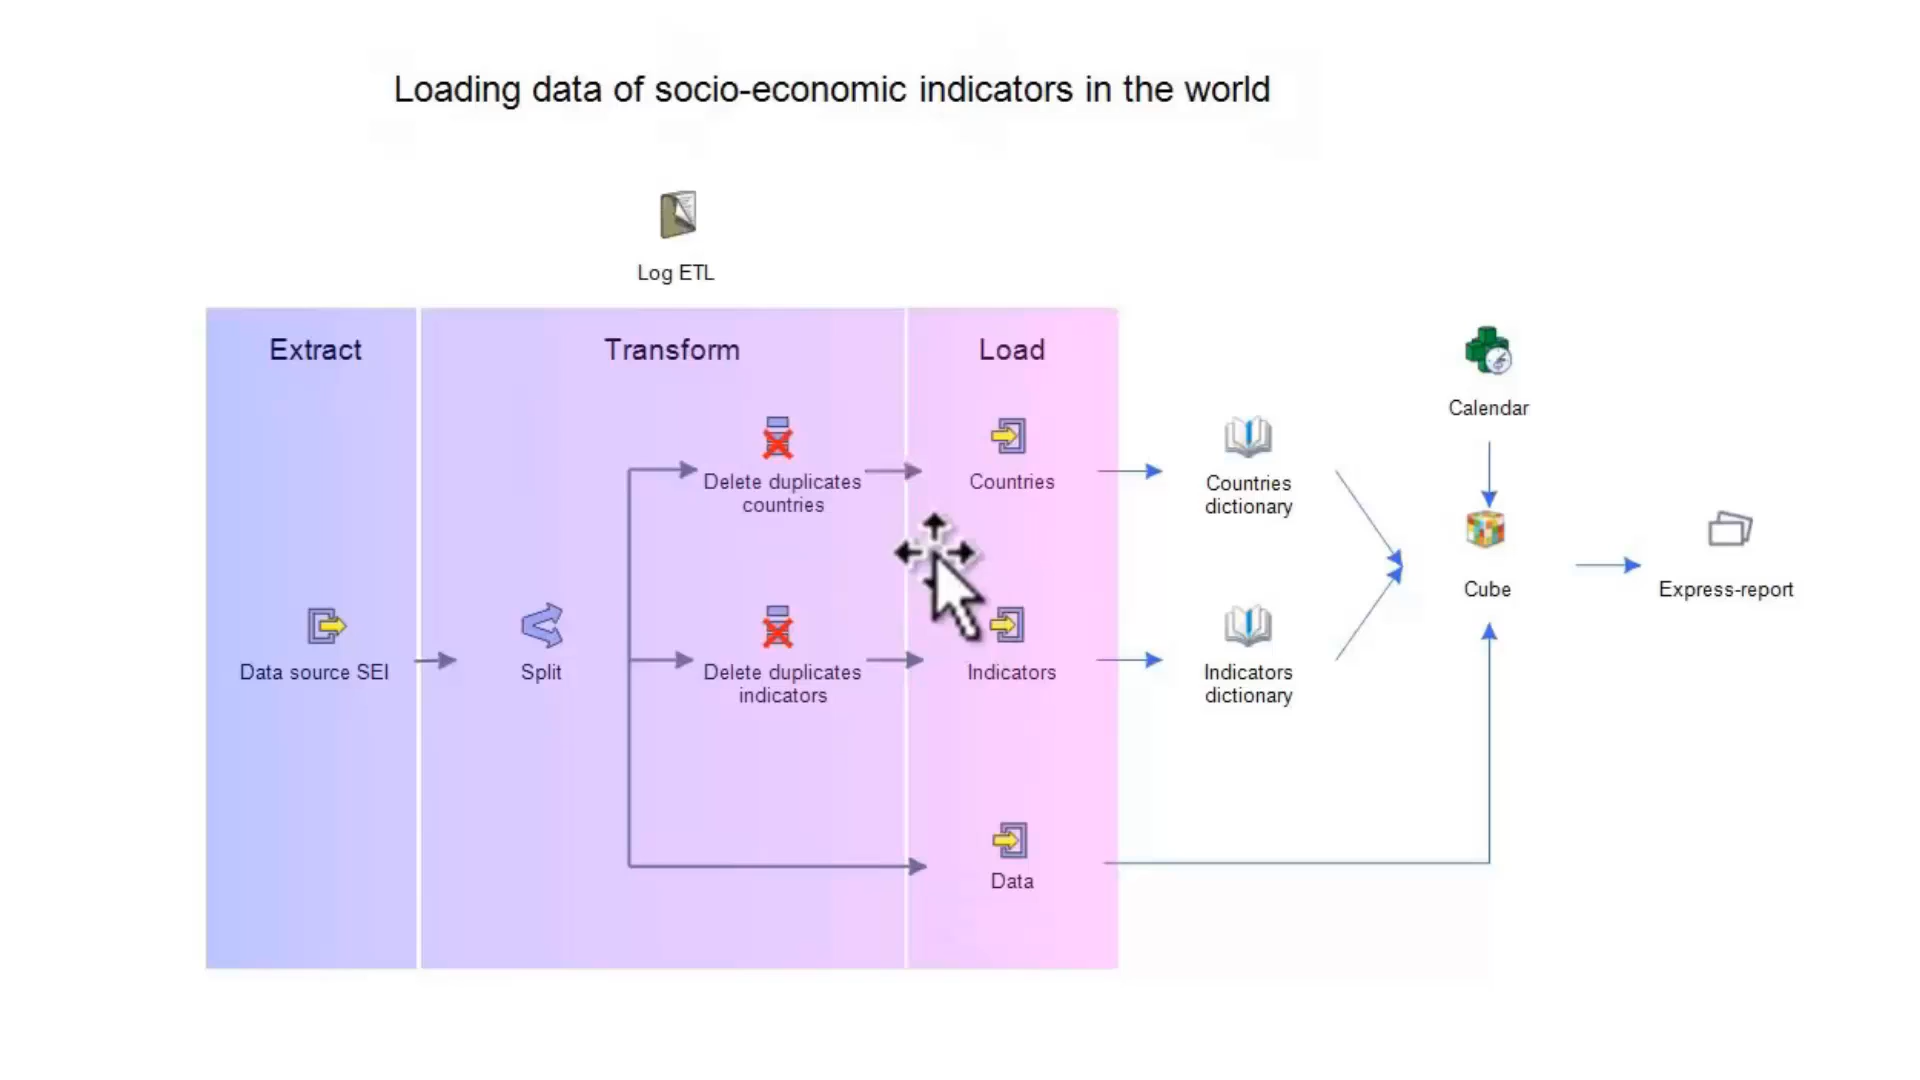 Loading data of socio-economic indicators in the world
Log ETL
Extract
Transform
Load
Calendar
Delete duplicates
countries
Countries
Countries
dictionary
Cube
Express-report
Data source SEI
Split
Delete duplicates
indicators
Indicators
Indicators
dictionary
Data